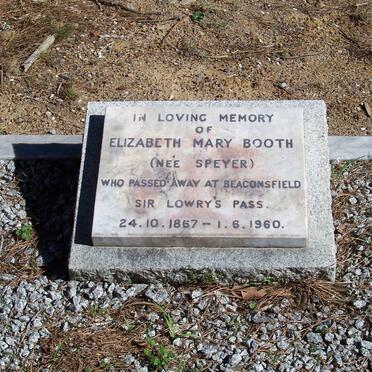 IN LOVING MEMORY
OF
ELIZABETH MARY BOOTH
(NÉE SPEYER)
WHO PASSED AWAY AT BEACONSFIELD
SIR LOWRY'S PASS.
24.10.1867 – 1.6.1960.